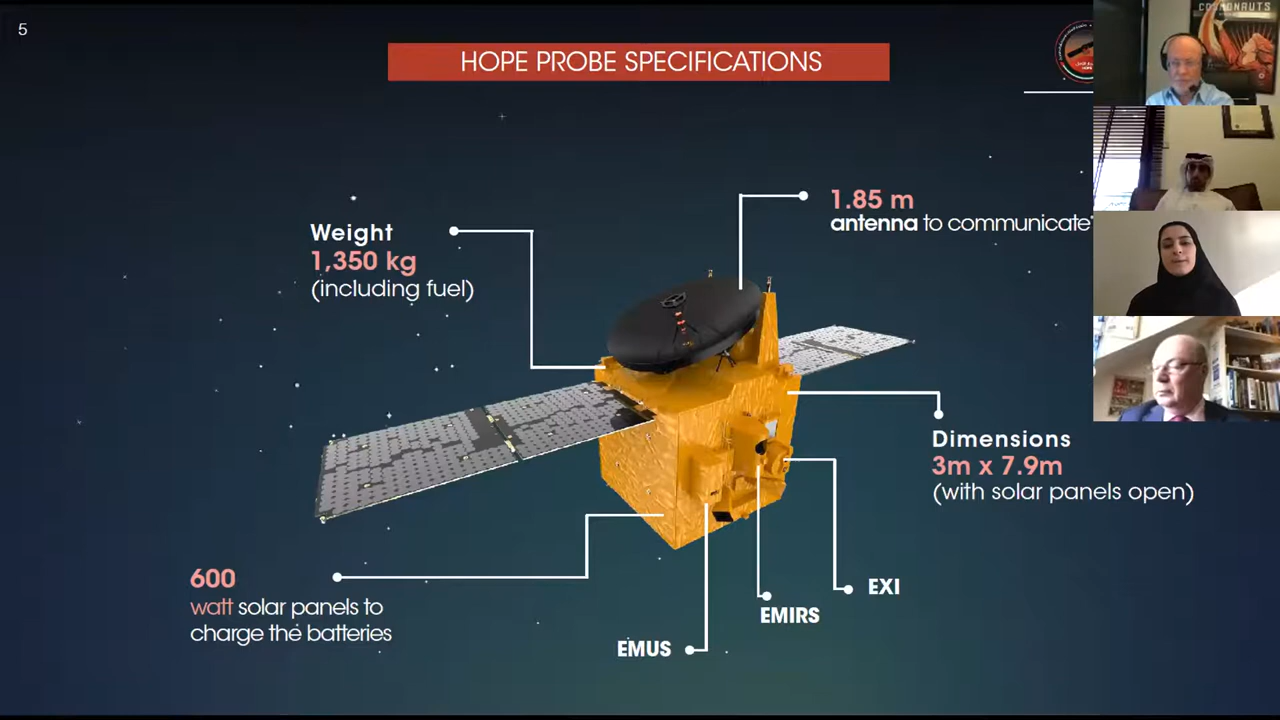 5
HOPE PROBE SPECIFICATIONS
COSMONAUTS
1.85 m
antenna to communicate
Weight
1,350 kg
(including fuel)
Dimensions
3m x 7.9m
(with solar panels open)
600
watt solar panels to
charge the batteries
EXI
EMIRS
EMUS